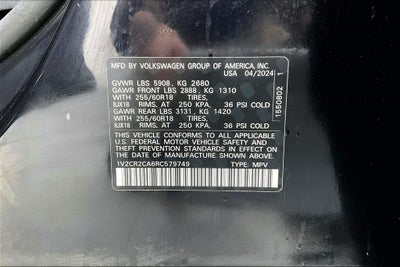 MFD. BY VOLKSWAGEN GROUP OF AMERICA, INC.
USA 04/2024
GVWR LBS 5908, KG 2680
GAWR FRONT LBS 2888, KG 1310
WITH 255/60R18 TIRES,
8JX18 RIMS, AT 250 KPA, 36 PSI COLD
GAWR REAR LBS 3131, KG 1420
WITH 255/60R18 TIRES,
8JX18 RIMS, AT 250 KPA, 36 PSI COLD
THIS VEHICLE CONFORMS TO ALL APPLICABLE
U.S. FEDERAL MOTOR VEHICLE SAFETY AND
THEFT PREVENTION STANDARDS IN EFFECT ON
THE DATE OF MANUFACTURE SHOWN ABOVE.
1V2CR2CA6RC579749 TYPE: MPV
1550802 1